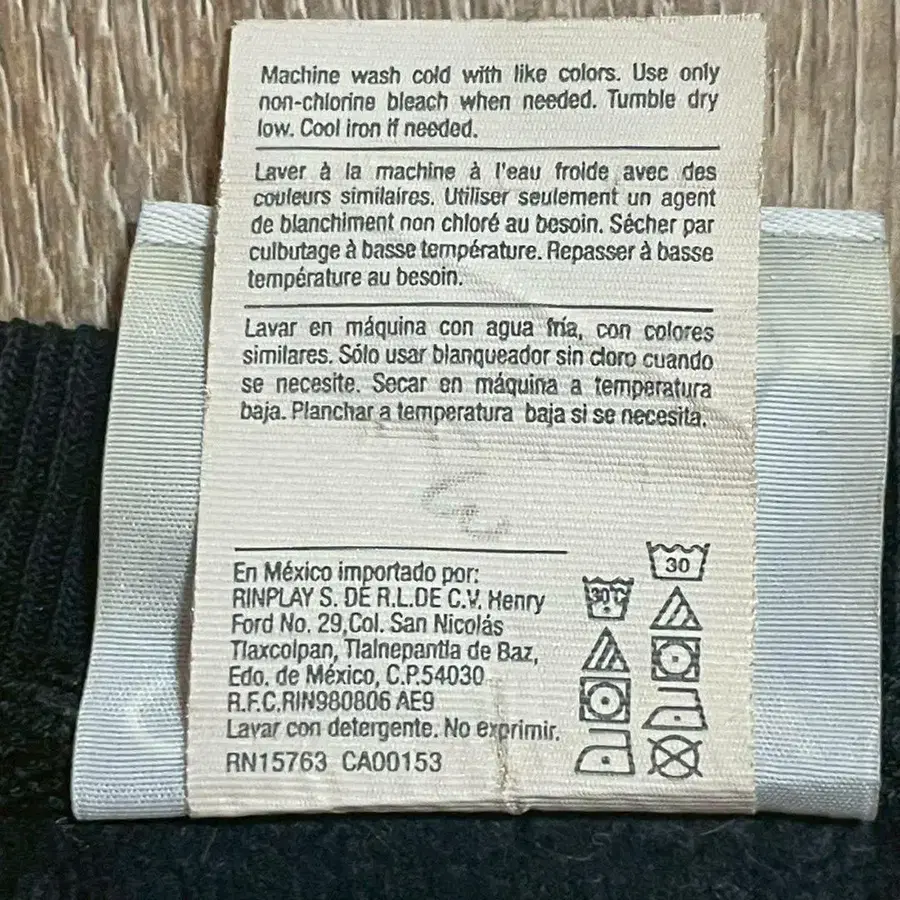 Machine wash cold with like colors. Use only
non-chlorine bleach when needed. Tumble dry
low. Cool iron if needed.
Laver à la machine à l'eau froide avec des
couleurs similaires. Utiliser seulement un agent
de blanchiment non chloré au besoin. Sécher par
culbutage à basse température. Repasser à basse
température au besoin.
Lavar en máquina con agua fría, con colores
similares. Sólo usar blanqueador sin cloro cuando
se necesite. Secar en máquina a temperatura
baja. Planchar a temperatura baja si se necesita.
En México importado por:
RINPLAY S. DE R.L.DE C.V. Henry
Ford No. 29,Col. San Nicolás
Tlaxcolpan, Tlalnepantla de Baz,
Edo. de México, C.P.54030
R.F.C.RIN980806 AE9
Lavar con detergente. No exprimir.
RN15763 CA00153
30°C
30